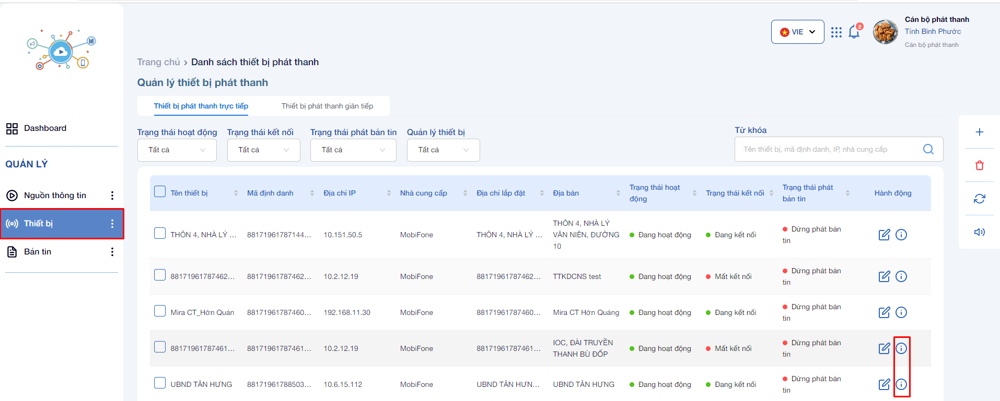 VIE
2
Cán bộ phát thanh
Tỉnh Bình Phước
Cán bộ phát thanh
Trang chủ › Danh sách thiết bị phát thanh
Quản lý thiết bị phát thanh
Thiết bị phát thanh trực tiếp
Thiết bị phát thanh gián tiếp
Dashboard
QUẢN LÝ
Nguồn thông tin
Thiết bị
Bản tin
Trạng thái hoạt động
Trạng thái kết nối
Trạng thái phát bản tin
Quản lý thiết bị
Từ khóa
Tất cả
Tất cả
Tất cả
Tất cả
Tên thiết bị, mã định danh, IP, nhà cung cấp
Tên thiết bị
Mã định danh
Địa chỉ IP
Nhà cung cấp
Địa chỉ lắp đặt
Địa bàn
Trạng thái hoạt
động
Trạng thái kết nối
Trạng thái phát
bản tin
Hành động
THÔN 4, NHÀ LÝ ...
88171961787144...
10.151.50.5
MobiFone
THÔN 4, NHÀ LÝ ...
THÔN 4, NHÀ LÝ
VĂN NIÊN, ĐƯỜNG
10
Đang hoạt động
Đang kết nối
Dừng phát bản
tin
88171961787462...
88171961787462...
10.2.12.19
MobiFone
88171961787462...
TTKDCNS test
Đang hoạt động
Mất kết nối
Dừng phát bản
tin
Mira CT_Hớn Quản
88171961787460...
192.168.11.30
MobiFone
88171961787460...
Mira CT Hớn Quảng
Đang hoạt động
Đang kết nối
Dừng phát bản
tin
88171961787461...
88171961787461...
10.2.12.19
MobiFone
88171961787461...
IOC, ĐÀI TRUYỀN
THANH BÙ ĐỐP
Đang hoạt động
Mất kết nối
Dừng phát bản
tin
UBND TÂN HƯNG
88171961788503...
10.6.15.112
MobiFone
UBND TÂN HƯN...
UBND TÂN HƯNG
Đang hoạt động
Đang kết nối
Dừng phát bản
tin